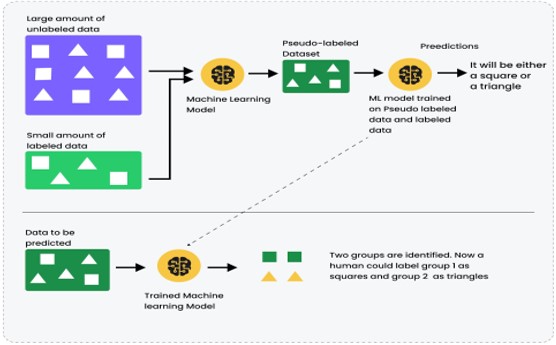 Large amount of
unlabeled data
Pseudo-labeled
Dataset
Preedictions
It will be either
a square or
a triangle
Machine Learning
Model
ML model trained
on Pseudo labeled
data and labeled
data
Small amount of
labeled data
Data to be
predicted
Two groups are identified. Now a
human could label group 1 as
squares and group 2 as triangles
Trained Machine
learning Model